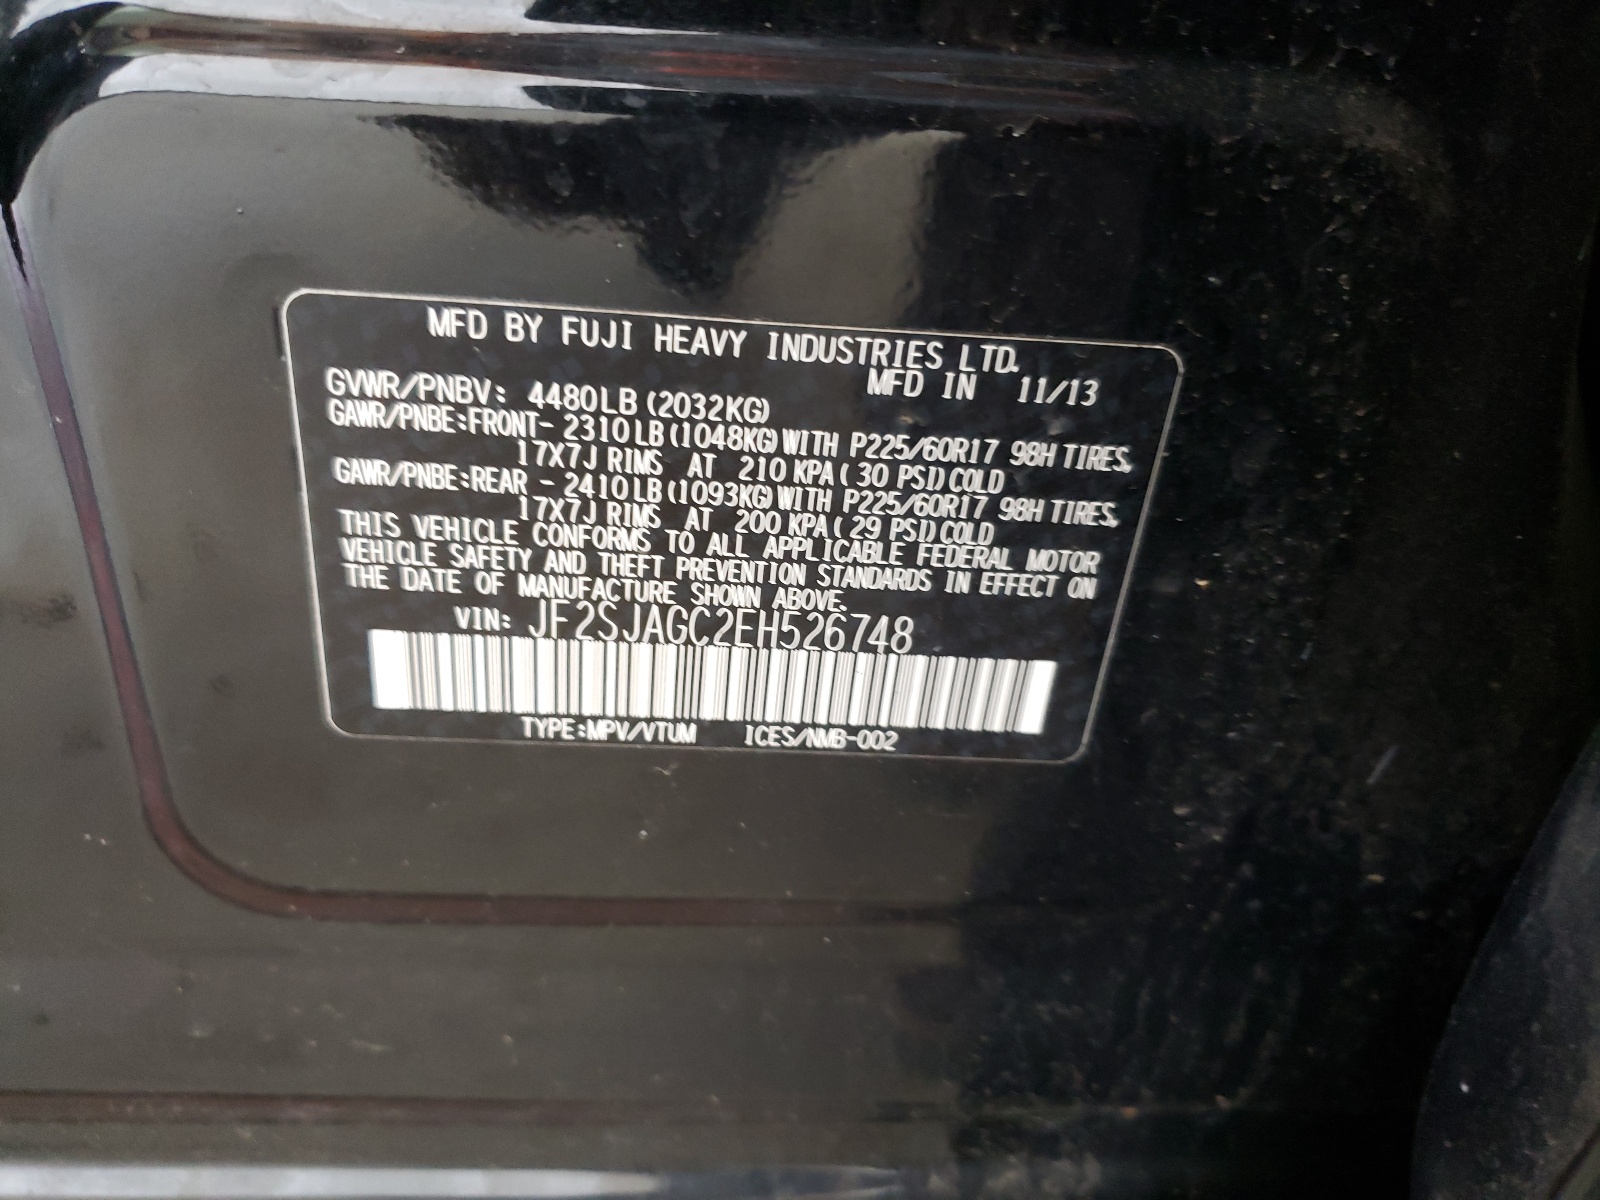 MFD BY FUJI HEAVY INDUSTRIES LTD.
MFD IN 11/13
GVWR/PNBV: 4480LB (2032KG)
GAWR/PNBE:FRONT- 2310LB(1048KG)WITH P225/60R17 98H TIRES,
17X7J RIMS AT 210 KPA( 30 PSI)COLD
GAWR/PNBE:REAR - 2410LB(1093KG)WITH P225/60R17 98H TIRES,
17X7J RIMS AT 200 KPA( 29 PSI)COLD
THIS VEHICLE CONFORMS TO ALL APPLICABLE FEDERAL MOTOR
VEHICLE SAFETY AND THEFT PREVENTION STANDARDS IN EFFECT ON
THE DATE OF MANUFACTURE SHOWN ABOVE.
VIN: JF2SJAGC2EH526748
TYPE:MPV/VTUM ICES/NMB-002